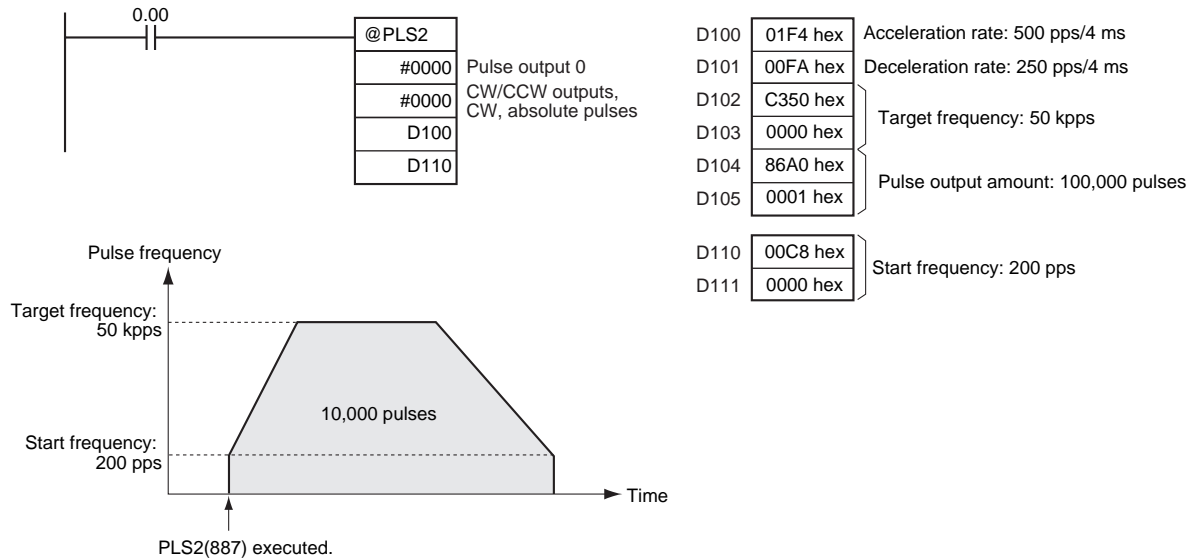 0.00
@PLS2
#0000 Pulse output 0
#0000 CW/CCW outputs,
CW, absolute pulses
D100
D110
D100 01F4 hex Acceleration rate: 500 pps/4 ms
D101 00FA hex Deceleration rate: 250 pps/4 ms
D102 C350 hex
Target frequency: 50 kpps
D103 0000 hex
D104 86A0 hex
Pulse output amount: 100,000 pulses
D105 0001 hex
D110 00C8 hex
Start frequency: 200 pps
D111 0000 hex
Pulse frequency
Target frequency:
50 kpps
10,000 pulses
Start frequency:
200 pps
Time
PLS2(887) executed.